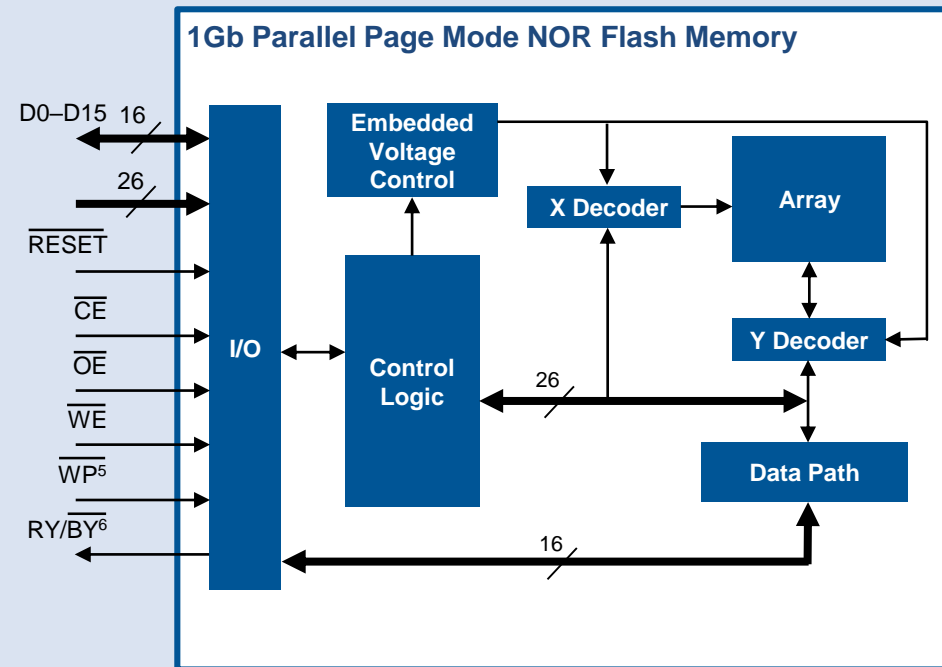 1Gb Parallel Page Mode NOR Flash Memory
D0–D15 16
26
RESET
CE
OE
WE
WP5
RY/BY6
I/O
Embedded
Voltage
Control
Control
Logic
X Decoder
Array
Y Decoder
26
Data Path
16